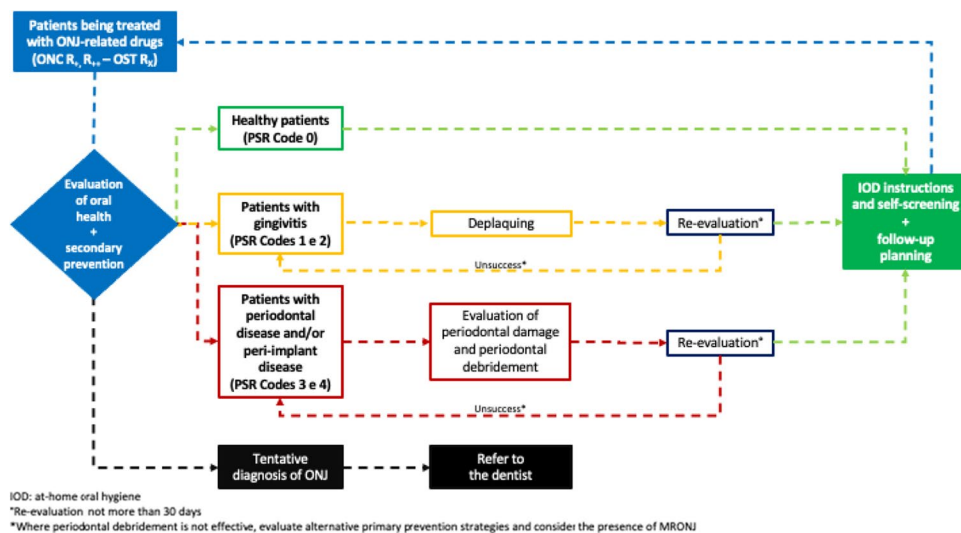 Patients being treated
with ONJ-related drugs
(ONC R+, R++ – OST Rx)
Healthy patients
(PSR Code 0)
Evaluation
of oral
health
+
secondary
prevention
Patients with
gingivitis
(PSR Codes 1 e 2)
Deplaquing
Re-evaluation°
IOD instructions
and self-screening
+
follow-up
planning
Unsuccess*
Patients with
periodontal
disease and/or
peri-implant
disease
(PSR Codes 3 e 4)
Evaluation of
periodontal damage
and periodontal
debridement
Re-evaluation°
Unsuccess*
Tentative
diagnosis of ONJ
Refer to
the dentist
IOD: at-home oral hygiene
°Re-evaluation not more than 30 days
*Where periodontal debridement is not effective, evaluate alternative primary prevention strategies and consider the presence of MRONJ